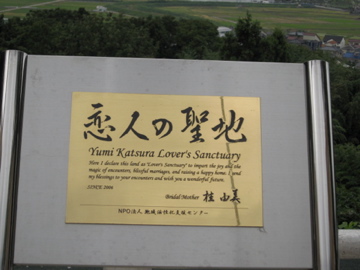 恋人の聖地
Yumi Katsura Lover's Sanctuary
Now I declare this land as "Lover's Sanctuary" to impart the joy and the
magic of encounters, blissful marriages, and raising a happy home. I send
my blessings to your encounters and wish you a wonderful future.
SINCE 2006
Bridal Mother 桂 由美
NPO法人 地域活性化支援センター